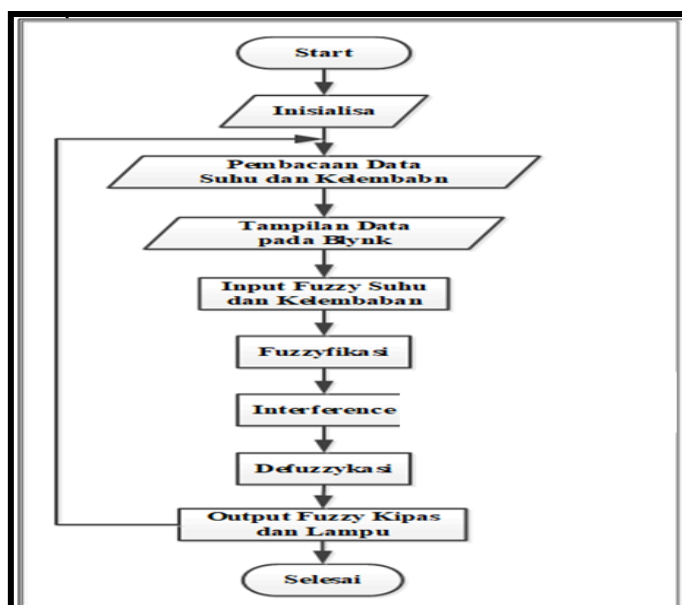 Start
Inisialisa
Pembacaan Data
Suhu dan Kelembabn
Tampilan Data
pada Blynk
Input Fuzzy Suhu
dan Kelembaban
Fuzzyfikasi
Interference
Defuzzykasi
Output Fuzzy Kipas
dan Lampu
Selesai